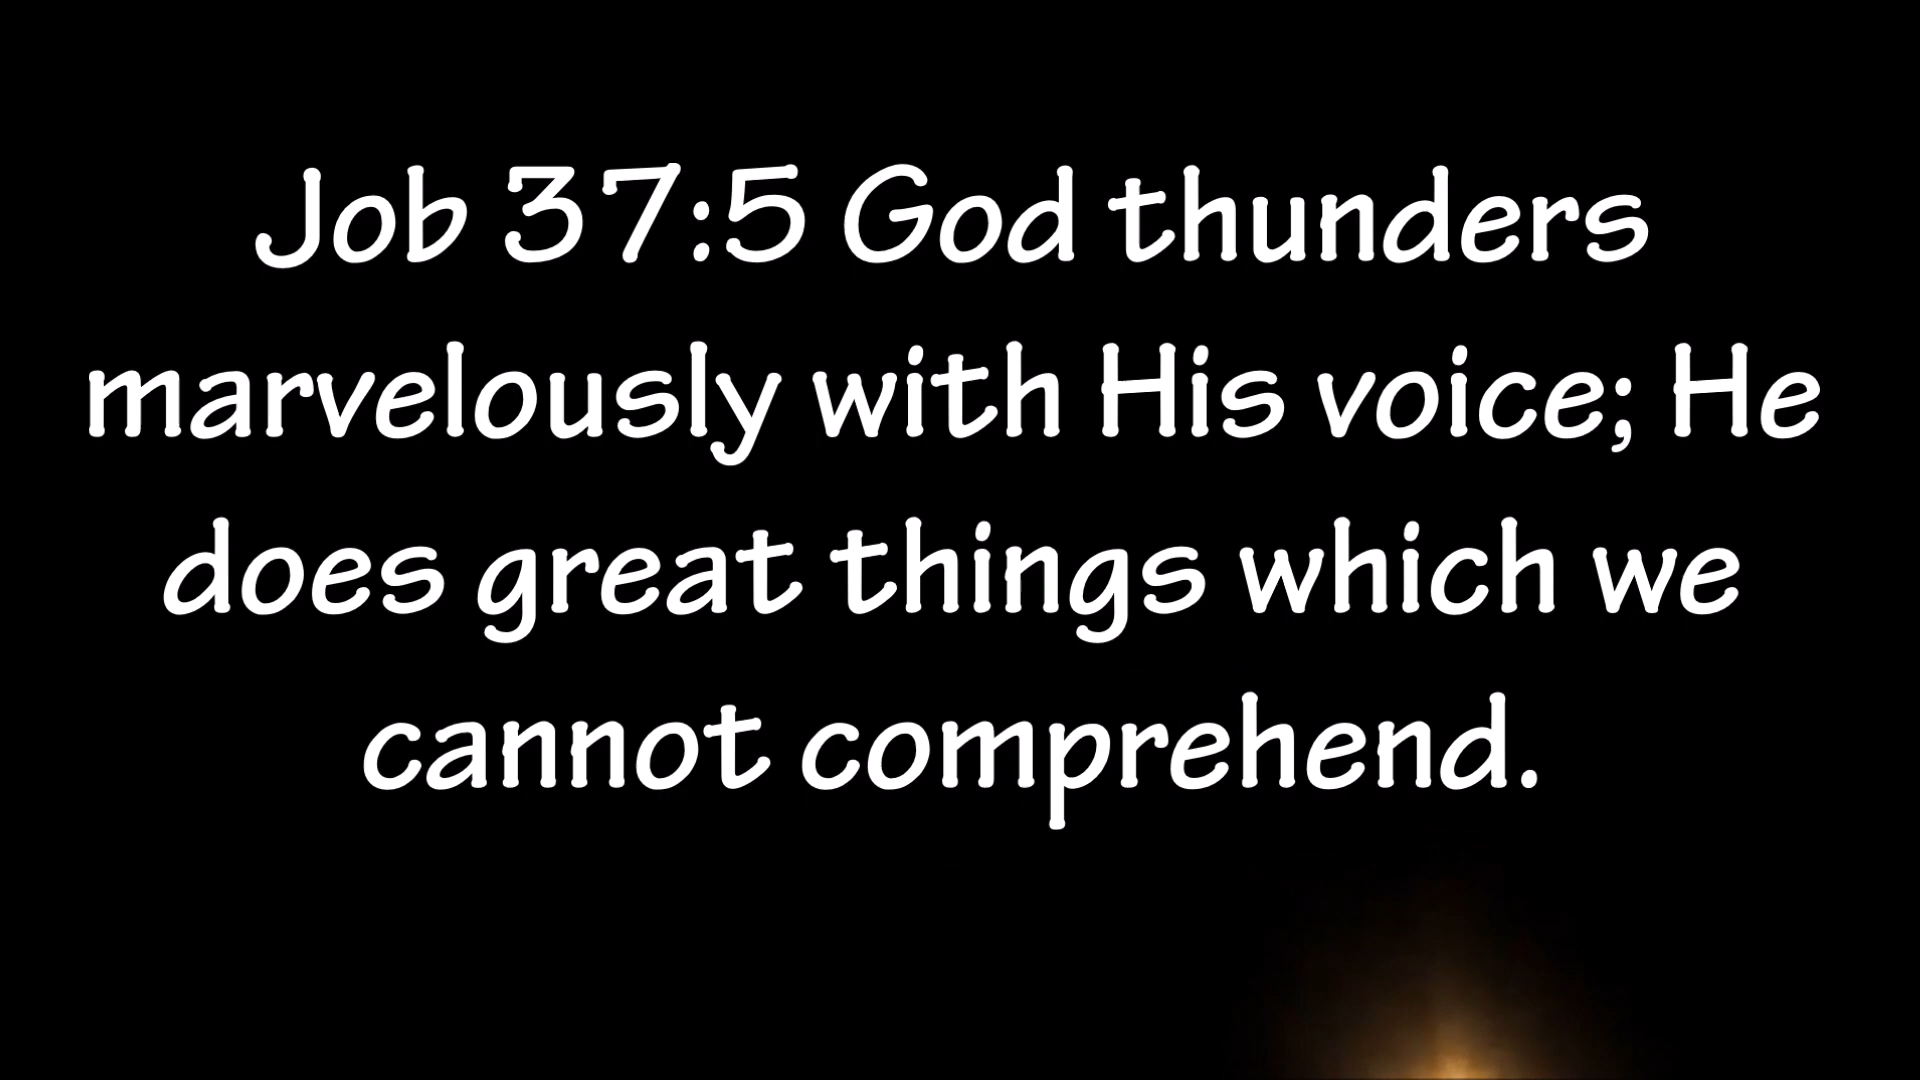 Job 37:5 God thunders
marvelously with His voice; He
does great things which we
cannot comprehend.